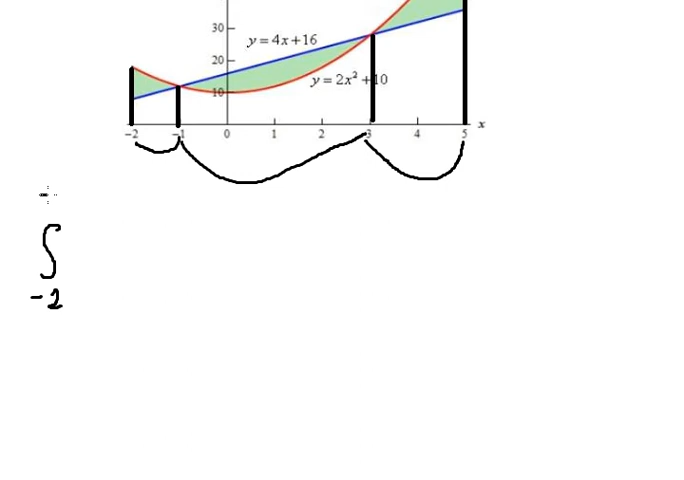 30
y = 4x + 16
20
y = 2x² + 10
10
-2 -1 0 1 2 3 4 5 x
∫
-2